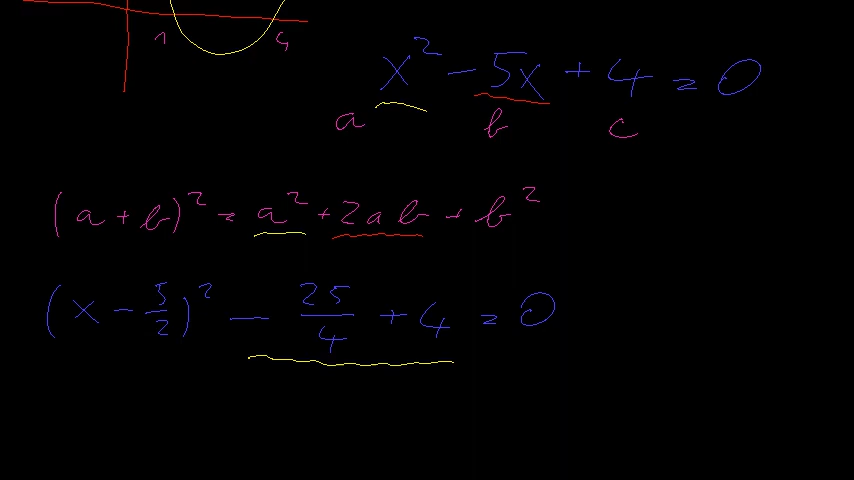 1 4
x² - 5x + 4 = 0
a b c
(a + b)² = a² + 2ab + b²
(x - 5/2)² - 25/4 + 4 = 0